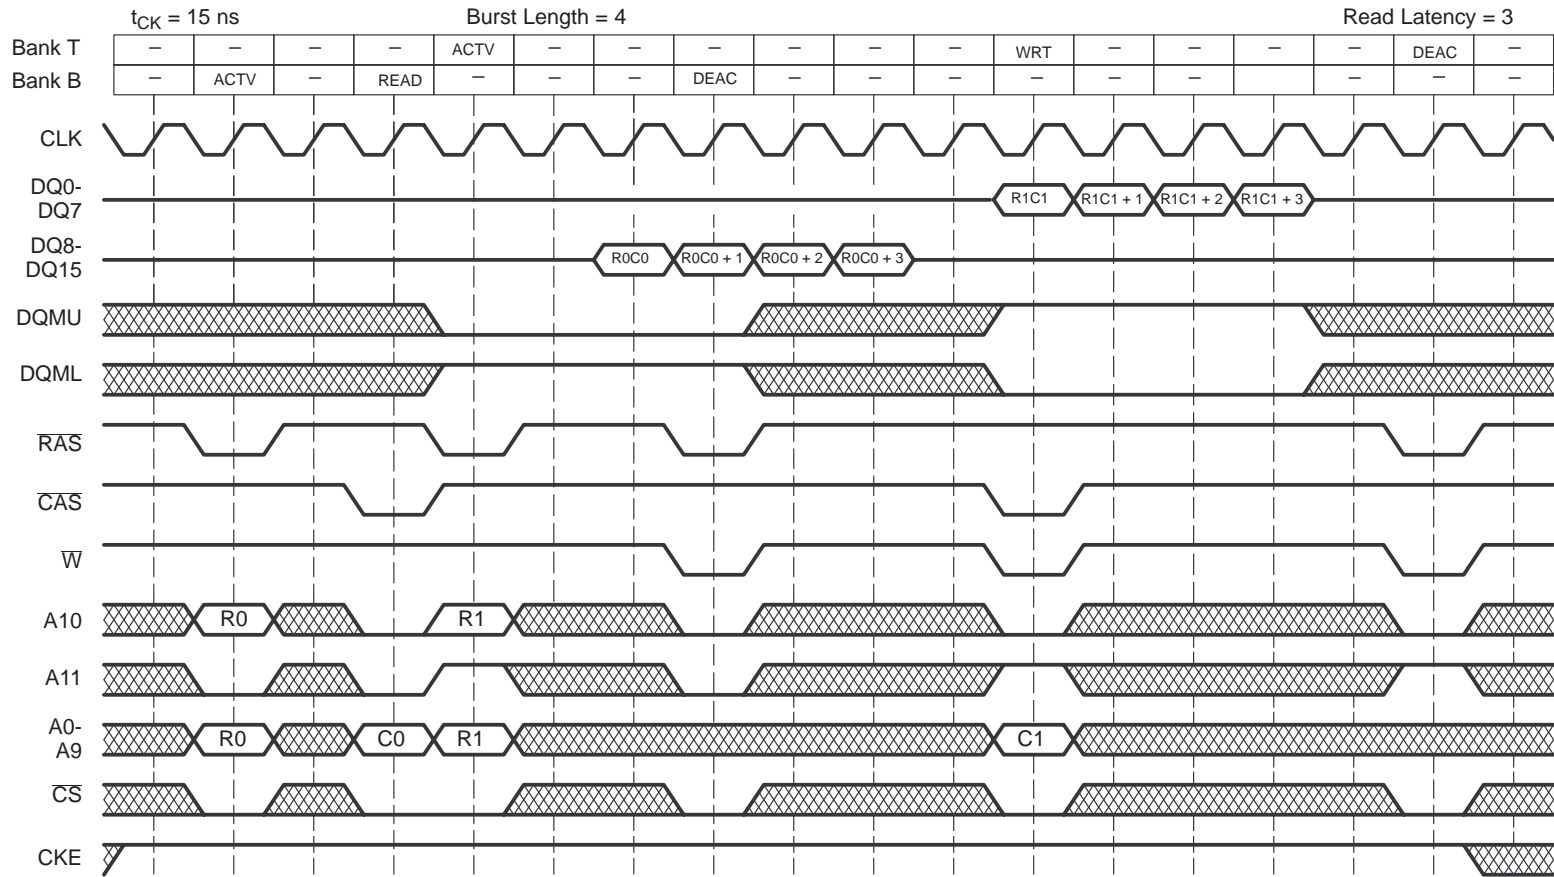 tCK = 15 ns Burst Length = 4 Read Latency = 3
Bank T – – – – ACTV – – – – – – WRT – – – – DEAC –
Bank B – ACTV – READ – – – DEAC – – – – – – – – –
CLK
DQ0-
DQ7
R1C1 R1C1 + 1 R1C1 + 2 R1C1 + 3
DQ8-
DQ15
R0C0 R0C0 + 1 R0C0 + 2 R0C0 + 3
DQMU
DQML
RAS
CAS
W
A10 R0 R1
A11
A0-
A9
R0 C0 R1 C1
CS
CKE